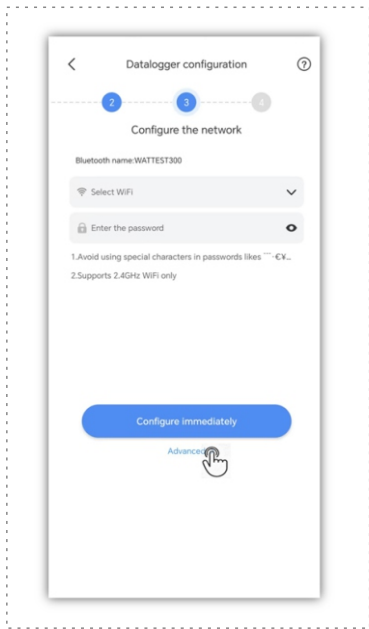 Datalogger configuration
2 3 4
Configure the network
Bluetooth name:WATTEST300
Select WiFi
Enter the password
1.Avoid using special characters in passwords likes ¯¨·€¥...
2.Supports 2.4GHz WiFi only
Configure immediately
Advanced